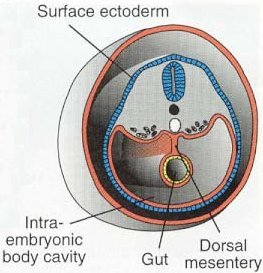 Surface ectoderm
Intra-
embryonic
body cavity
Gut
Dorsal
mesentery